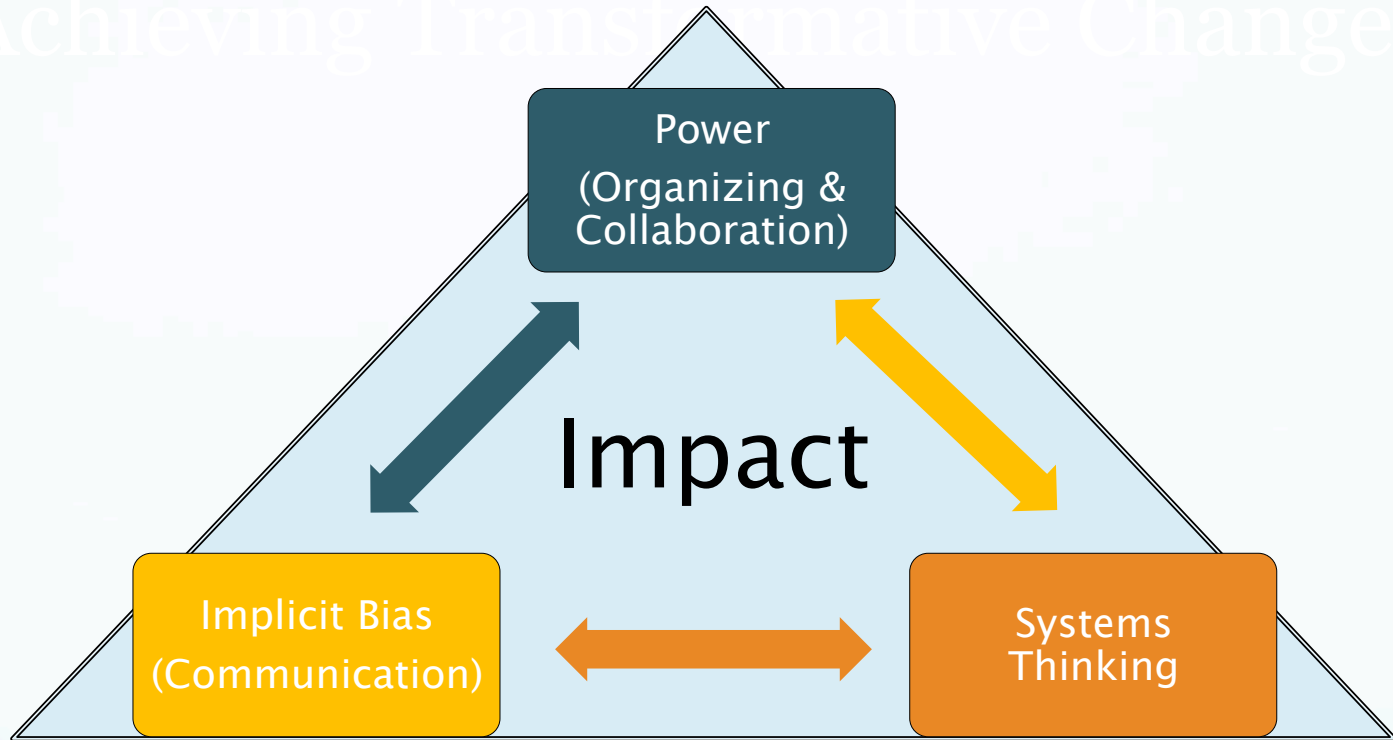 Achieving Transformative Change
Power
(Organizing &
Collaboration)
Impact
Implicit Bias
(Communication)
Systems
Thinking